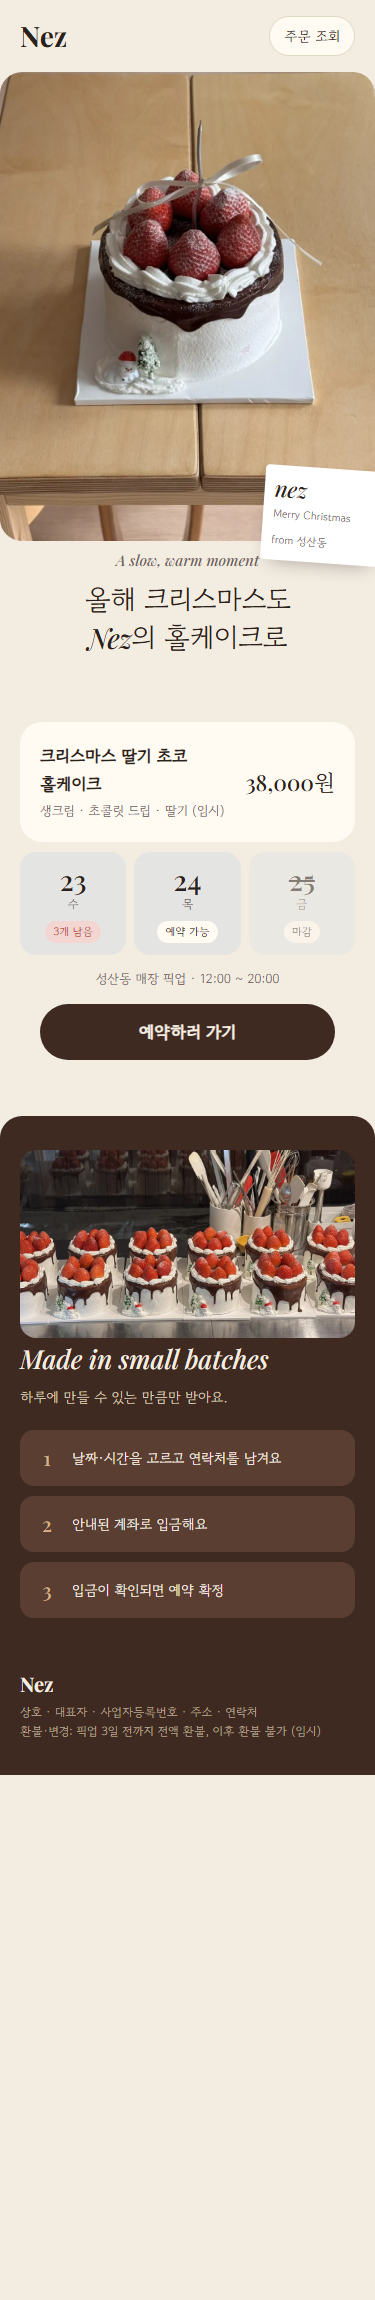 Nez
주문 조회
nez
Merry Christmas
from 성산동
A slow, warm moment
올해 크리스마스도
Nez의 홀케이크로
크리스마스 딸기 초코
홀케이크
38,000원
생크림 · 초콜릿 드립 · 딸기 (임시)
23
수
3개 남음
24
목
예약 가능
25
금
마감
성산동 매장 픽업 · 12:00 ~ 20:00
예약하러 가기
Made in small batches
하루에 만들 수 있는 만큼만 받아요.
1 날짜·시간을 고르고 연락처를 남겨요
2 안내된 계좌로 입금해요
3 입금이 확인되면 예약 확정
Nez
상호 · 대표자 · 사업자등록번호 · 주소 · 연락처
환불·변경: 픽업 3일 전까지 전액 환불, 이후 환불 불가 (임시)